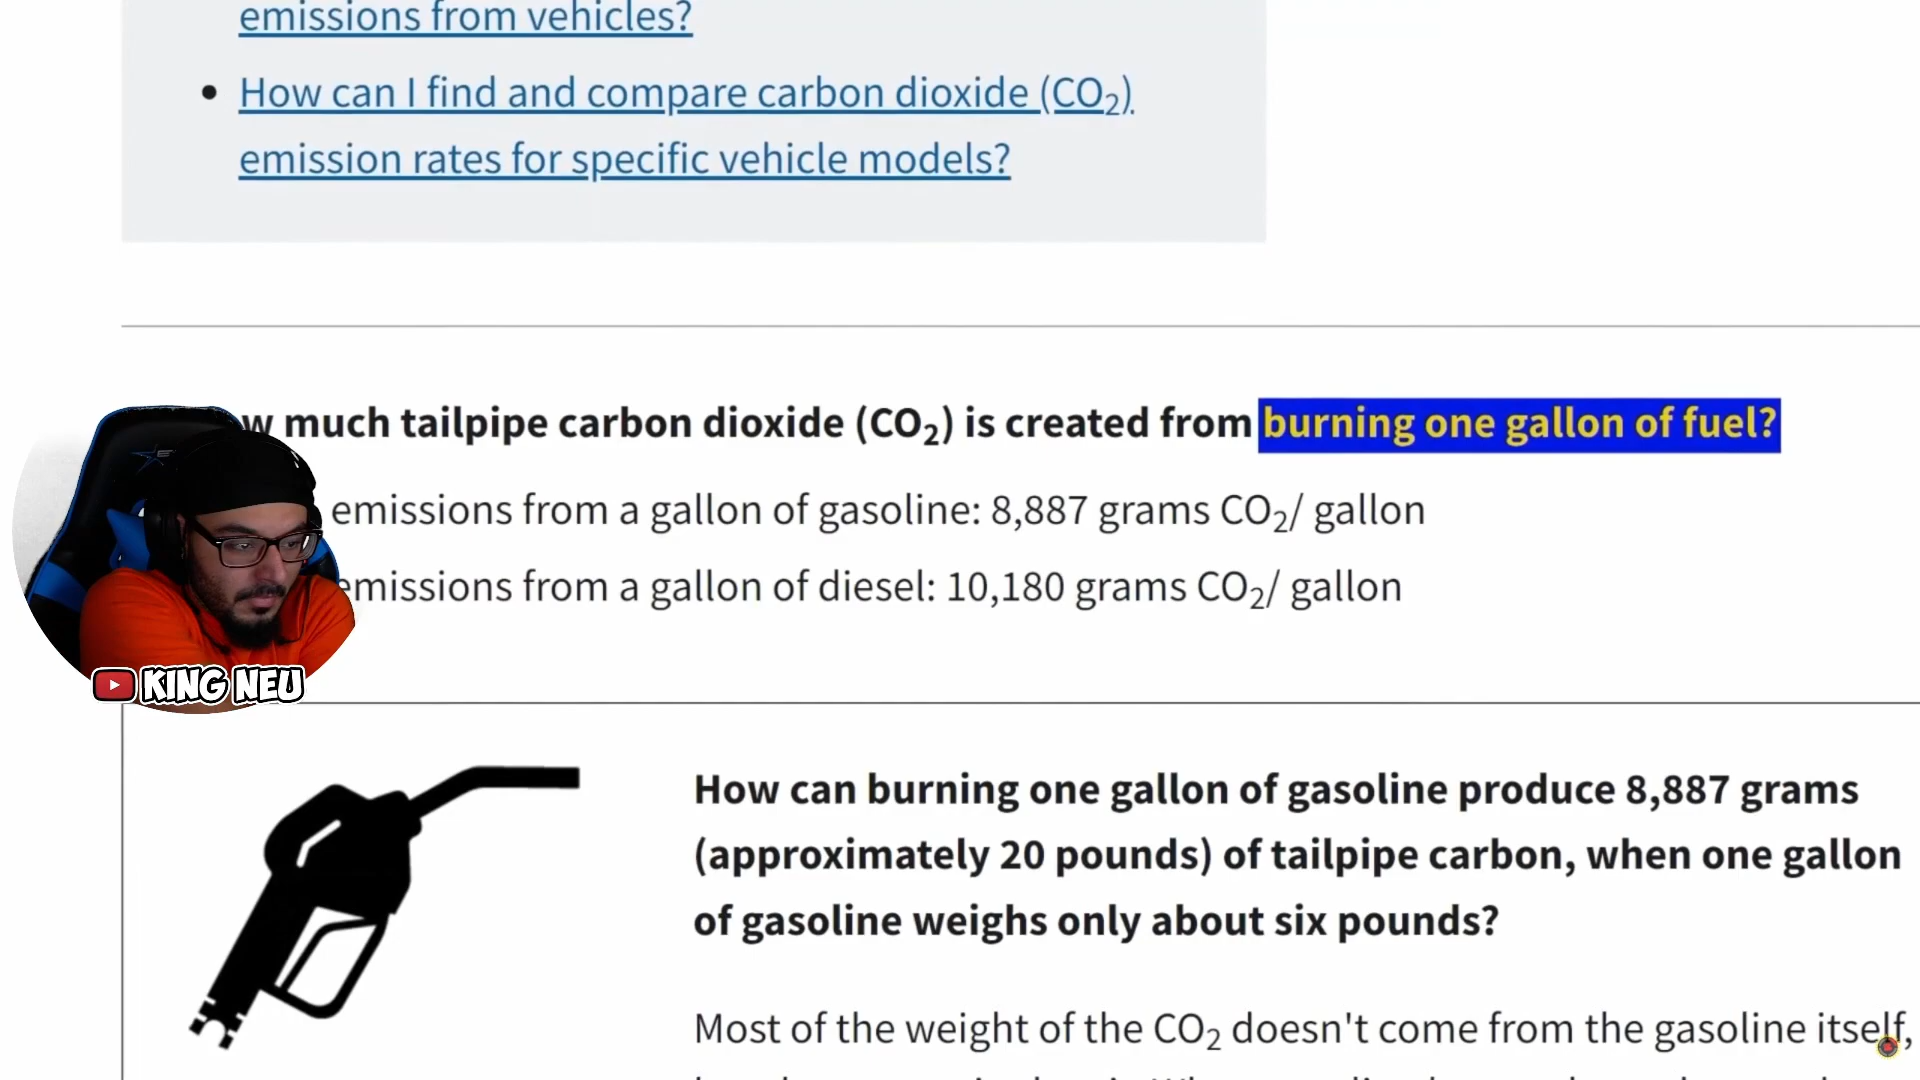 emissions from vehicles?
How can I find and compare carbon dioxide (CO₂)
emission rates for specific vehicle models?
w much tailpipe carbon dioxide (CO₂) is created from burning one gallon of fuel?
emissions from a gallon of gasoline: 8,887 grams CO₂/ gallon
emissions from a gallon of diesel: 10,180 grams CO₂/ gallon
KING NEU
How can burning one gallon of gasoline produce 8,887 grams
(approximately 20 pounds) of tailpipe carbon, when one gallon
of gasoline weighs only about six pounds?
Most of the weight of the CO₂ doesn't come from the gasoline itself,